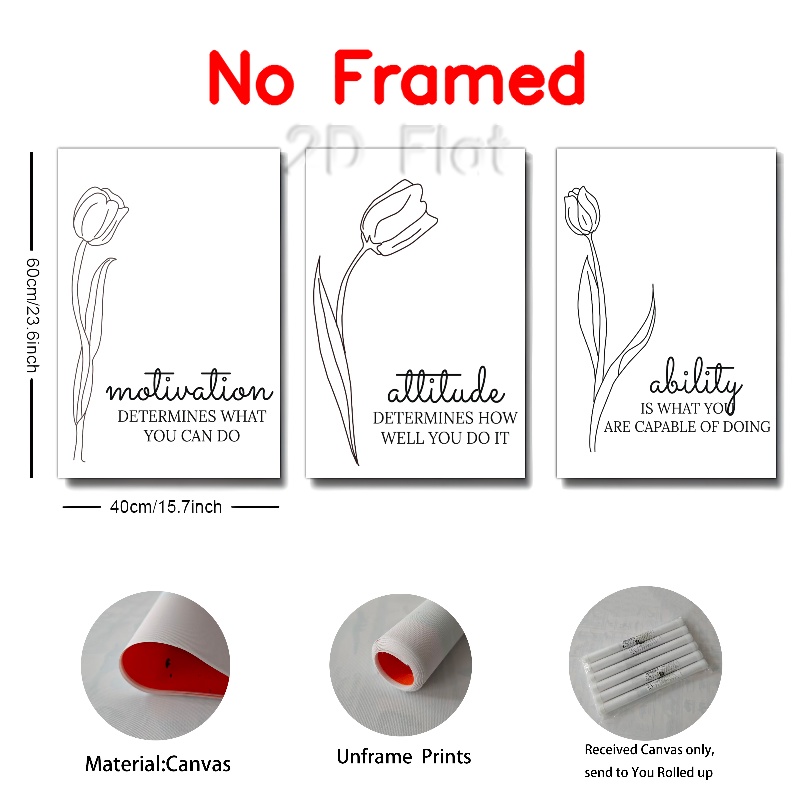 No Framed
2D Flat
60cm/23.6inch
motivation
DETERMINES WHAT
YOU CAN DO
attitude
DETERMINES HOW
WELL YOU DO IT
ability
IS WHAT YOU
ARE CAPABLE OF DOING
40cm/15.7inch
Material:Canvas
Unframe Prints
Received Canvas only,
send to You Rolled up